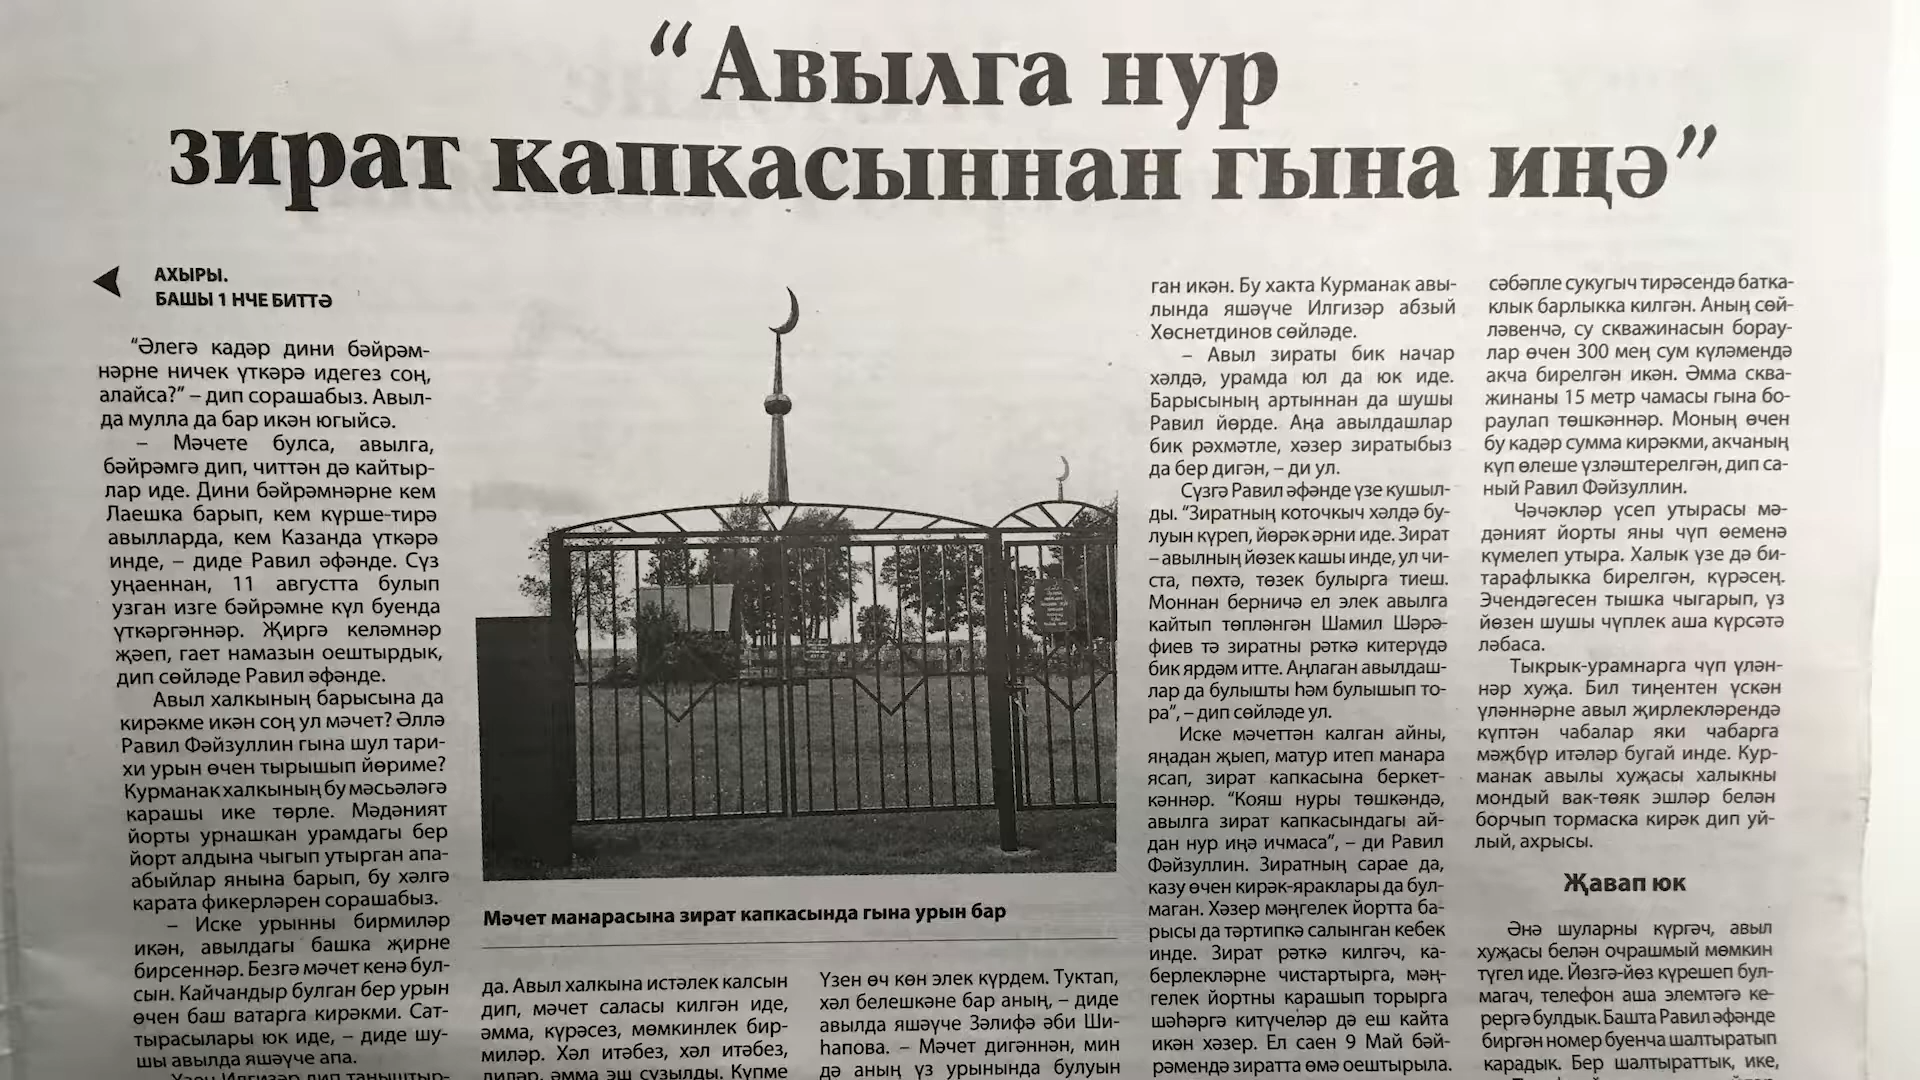 “Авылга нур
зират капкасыннан гына иңә”
АХЫРЫ.
БАШЫ 1 НЧЕ БИТТӘ
“Әлегә кадәр дини бәйрәм-
нәрне ничек үткәрә идегез соң,
алайса?” – дип сорашабыз. Авыл-
да мулла да бар икән югыйсә.
– Мәчете булса, авылга,
бәйрәмгә дип, читтән дә кайтыр-
лар иде. Дини бәйрәмнәрне кем
Лаешка барып, кем күрше-тирә
авылларда, кем Казанда үткәрә
инде, – диде Равил әфәнде. Сүз
уңаеннан, 11 августта булып
узган изге бәйрәмне күл буенда
үткәргәннәр. Җиргә келәмнәр
җәеп, гает намазын оештырдык,
дип сөйләде Равил әфәнде.
Авыл халкының барысына да
кирәкме икән соң ул мәчет? Әллә
Равил Фәйзуллин гына шул тари-
хи урын өчен тырышып йөриме?
Курманак халкының бу мәсьәләгә
карашы ике төрле. Мәдәният
йорты урнашкан урамдагы бер
йорт алдына чыгып утырган апа-
абыйлар янына барып, бу хәлгә
карата фикерләрен сорашабыз.
– Иске урынны бирмиләр
икән, авылдагы башка җирне
бирсеннәр. Безгә мәчет кенә бул-
сын. Кайчандыр булган бер урын
өчен баш ватарга кирәкми. Сат-
тырасылары юк иде, – диде шу-
шы авылда яшәүче апа.
Үзен Илгизәр дип таныштыр-
Мәчет манарасына зират капкасында гына урын бар
да. Авыл халкына истәлек калсын
дип, мәчет саласы килгән иде,
әмма, күрәсез, мөмкинлек бир-
миләр. Хәл итәбез, хәл итәбез,
диләр, әмма эш сузылды. Күпме
Үзен өч көн элек күрдем. Туктап,
хәл белешкәне бар аның, – диде
авылда яшәүче Зәлифә әби Ши-
һапова. – Мәчет дигәннән, мин
дә аның үз урынында булуын
ган икән. Бу хакта Курманак авы-
лында яшәүче Илгизәр абзый
Хөснетдинов сөйләде.
– Авыл зираты бик начар
хәлдә, урамда юл да юк иде.
Барысының артыннан да шушы
Равил йөрде. Аңа авылдашлар
бик рәхмәтле, хәзер зиратыбыз
да бер дигән, – ди ул.
Сүзгә Равил әфәнде үзе кушыл-
ды. “Зиратның коточкыч хәлдә бу-
луын күреп, йөрәк әрни иде. Зират
– авылның йөзек кашы инде, ул чи-
ста, пөхтә, төзек булырга тиеш.
Моннан берничә ел элек авылга
кайтып төпләнгән Шамил Шәрә-
фиев тә зиратны рәткә китерүдә
бик ярдәм итте. Аңлаган авылдаш-
лар да булышты һәм булышып то-
ра”, – дип сөйләде ул.
Иске мәчеттән калган айны,
яңадан җыеп, матур итеп манара
ясап, зират капкасына беркет-
кәннәр. “Кояш нуры төшкәндә,
авылга зират капкасындагы ай-
дан нур иңә ичмаса”, – ди Равил
Фәйзуллин. Зиратның сарае да,
казу өчен кирәк-яраклары да бул-
маган. Хәзер мәңгелек йортта ба-
рысы да тәртипкә салынган кебек
инде. Зират рәткә килгәч, ка-
берлекләрне чистартырга, мәң-
гелек йортны карашып торырга
шәһәргә китүчеләр дә еш кайта
икән хәзер. Ел саен 9 Май бәй-
рәмендә зиратта өмә оештырыла.
сәбәпле сукугыч тирәсендә батка-
клык барлыкка килгән. Аның сөй-
ләвенчә, су скважинасын борау-
лар өчен 300 мең сум күләмендә
акча бирелгән икән. Әмма сква-
жинаны 15 метр чамасы гына бо-
раулап төшкәннәр. Моның өчен
бу кадәр сумма кирәкми, акчаның
күп өлеше үзләштерелгән, дип са-
ный Равил Фәйзуллин.
Чәчәкләр үсеп утырасы мә-
дәният йорты яны чүп өеменә
күмелеп утыра. Халык үзе дә би-
тарафлыкка бирелгән, күрәсең.
Эчендәгесен тышка чыгарып, үз
йөзен шушы чүплек аша күрсәтә
ләбаса.
Тыкрык-урамнарга чүп үлән-
нәр хуҗа. Бил тиңентен үскән
үләннәрне авыл җирлекләрендә
күптән чабалар яки чабарга
мәҗбүр итәләр бугай инде. Кур-
манак авылы хуҗасы халыкны
мондый вак-төяк эшләр белән
борчып тормаска кирәк дип уй-
лый, ахрысы.
Җавап юк
Әнә шуларны күргәч, авыл
хуҗасы белән очрашмый мөмкин
түгел иде. Йөзгә-йөз күрешеп бул-
магач, телефон аша элемтәгә ке-
рергә булдык. Башта Равил әфәнде
биргән номер буенча шалтыратып
карадык. Бер шалтыраттык, ике,